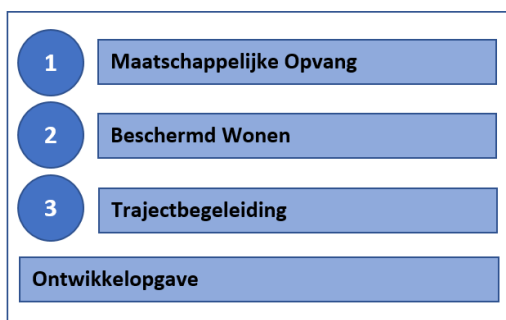 1 Maatschappelijke Opvang
2 Beschermd Wonen
3 Trajectbegeleiding
Ontwikkelopgave